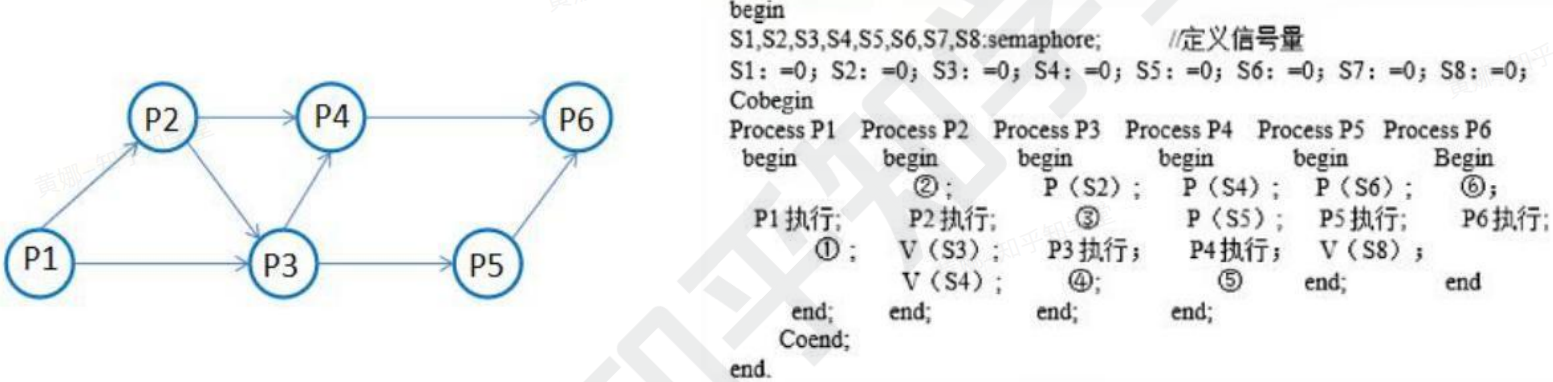 P2
P4
P6
P1
P3
P5
begin
S1,S2,S3,S4,S5,S6,S7,S8:semaphore; //定义信号量
S1: =0; S2: =0; S3: =0; S4: =0; S5: =0; S6: =0; S7: =0; S8: =0;
Cobegin
Process P1 Process P2 Process P3 Process P4 Process P5 Process P6
begin begin begin begin begin Begin
②; P(S2); P(S4); P(S6); ⑥;
P1执行; P2执行; ③ P(S5); P5执行; P6执行;
①; V(S3); P3执行; P4执行; V(S8);
V(S4); ④; ⑤ end; end
end; end; end; end;
Coend;
end.